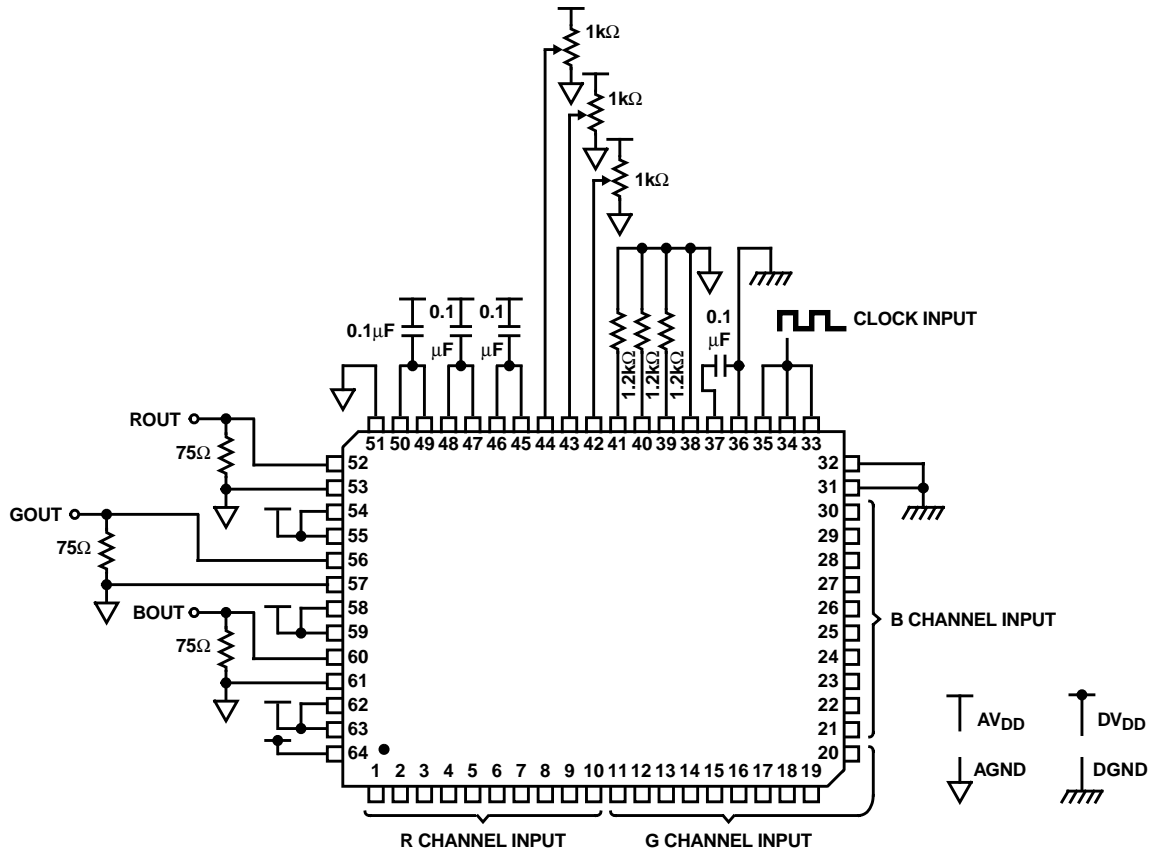 1kΩ
1kΩ
1kΩ
0.1μF
0.1
μF
0.1
μF
1.2kΩ
1.2kΩ
1.2kΩ
0.1
μF
CLOCK INPUT
51 50 49 48 47 46 45 44 43 42 41 40 39 38 37 36 35 34 33
ROUT
75Ω
GOUT
75Ω
BOUT
75Ω
52
53
54
55
56
57
58
59
60
61
62
63
64
32
31
30
29
28
27
26
25
24
23
22
21
20
B CHANNEL INPUT
1 2 3 4 5 6 7 8 9 10 11 12 13 14 15 16 17 18 19
R CHANNEL INPUT
G CHANNEL INPUT
AVDD
DVDD
AGND
DGND